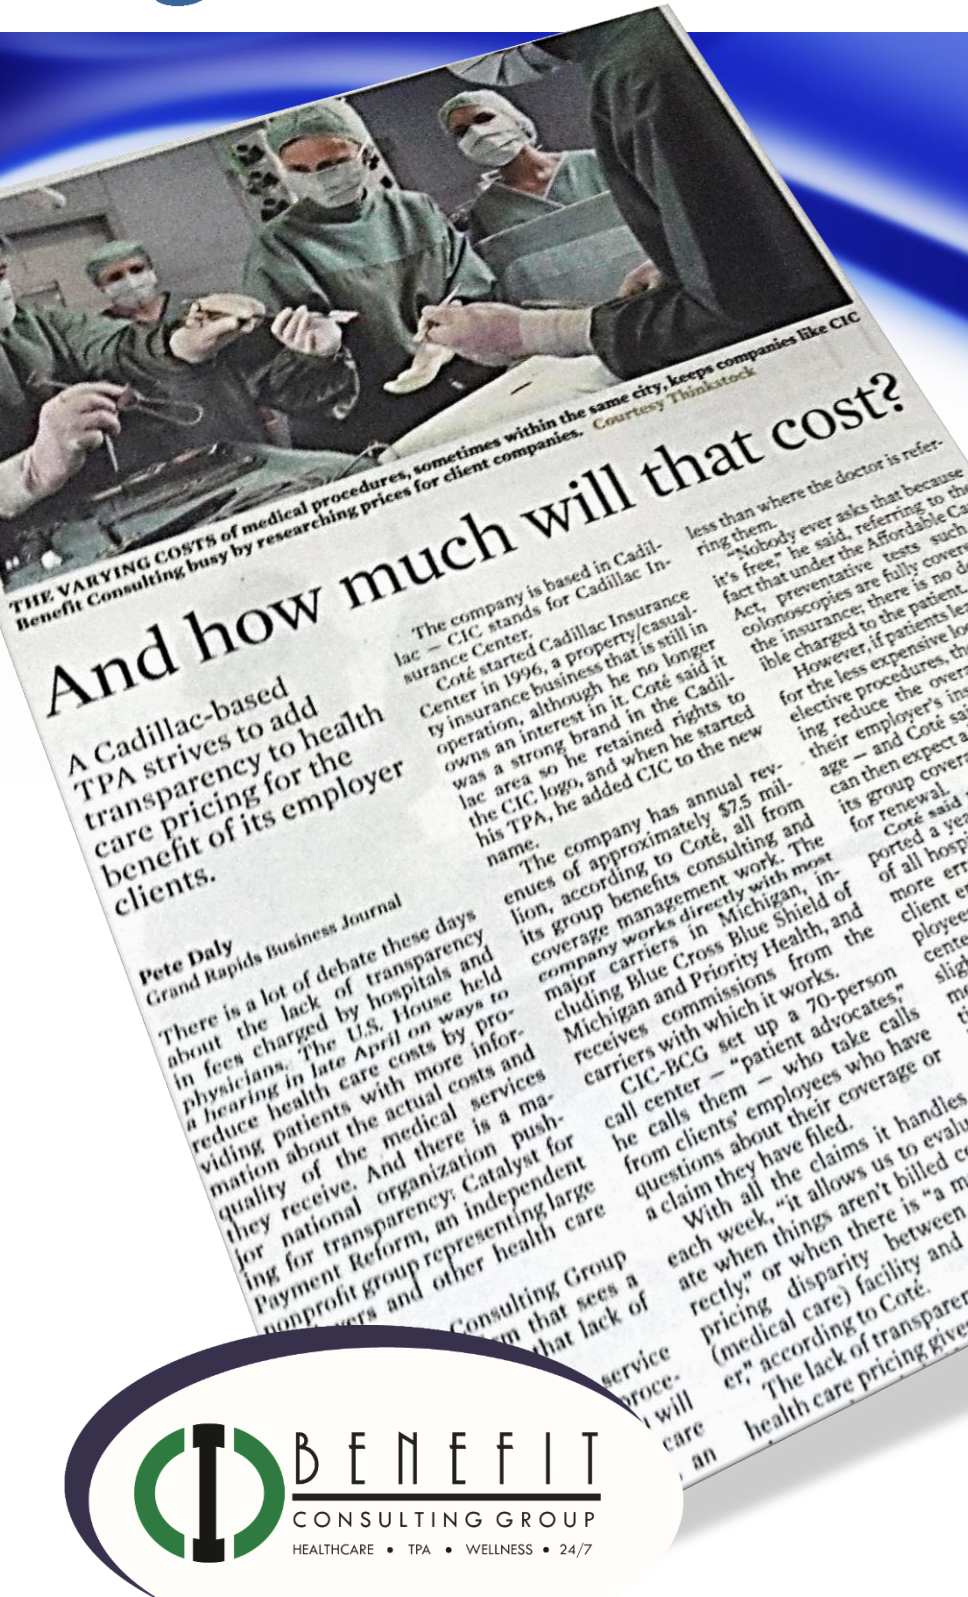 THE VARYING COSTS of medical procedures, sometimes within the same city, keeps companies like CIC
Benefit Consulting busy by researching prices for client companies. Courtesy Thinkstock
And how much will that cost?
A Cadillac-based
TPA strives to add
transparency to health
care pricing for the
benefit of its employer
clients.
Pete Daly
Grand Rapids Business Journal
There is a lot of debate these days
about the lack of transparency
in fees charged by hospitals and
physicians. The U.S. House held
a hearing in late April on ways to
reduce health care costs by pro-
viding patients with more infor-
mation about the actual costs and
quality of the medical services
they receive. And there is a ma-
jor national organization push-
ing for transparency: Catalyst for
Payment Reform, an independent
nonprofit group representing large
and other health care
Consulting Group
that sees a
that lack of
service
proce-
will
care
an
The company is based in Cadil-
lac — CIC stands for Cadillac In-
surance Center.
Coté started Cadillac Insurance
Center in 1996, a property/casual-
ty insurance business that is still in
operation, although he no longer
owns an interest in it. Coté said it
was a strong brand in the Cadil-
lac area so he retained rights to
the CIC logo, and when he started
his TPA, he added CIC to the new
name.
The company has annual rev-
enues of approximately $7.5 mil-
lion, according to Coté, all from
its group benefits consulting and
coverage management work. The
company works directly with most
major carriers in Michigan, in-
cluding Blue Cross Blue Shield of
Michigan and Priority Health, and
receives commissions from the
carriers with which it works.
CIC-BCG set up a 70-person
call center — “patient advocates,”
he calls them — who take calls
from clients’ employees who have
questions about their coverage or
a claim they have filed.
With all the claims it handles
each week, “it allows us to evalu-
ate when things aren’t billed co
rectly,” or when there is “a m
pricing disparity between
(medical care) facility and
er,” according to Coté.
The lack of transparen
health care pricing give
less than where the doctor is refer-
ring them.
“Nobody ever asks that because
it’s free,” he said, referring to the
fact that under the Affordable Ca
Act, preventative tests such
colonoscopies are fully covere
the insurance; there is no de
ible charged to the patient.
However, if patients lea
for the less expensive loc
elective procedures, th
ing reduce the overa
their employer’s ins
age — and Coté sai
can then expect a
its group covera
for renewal.
Coté said
ported a yea
of all hosp
more err
client en
ployees
cente
sligh
mo
ti
BENEFIT
CONSULTING GROUP
HEALTHCARE • TPA • WELLNESS • 24/7